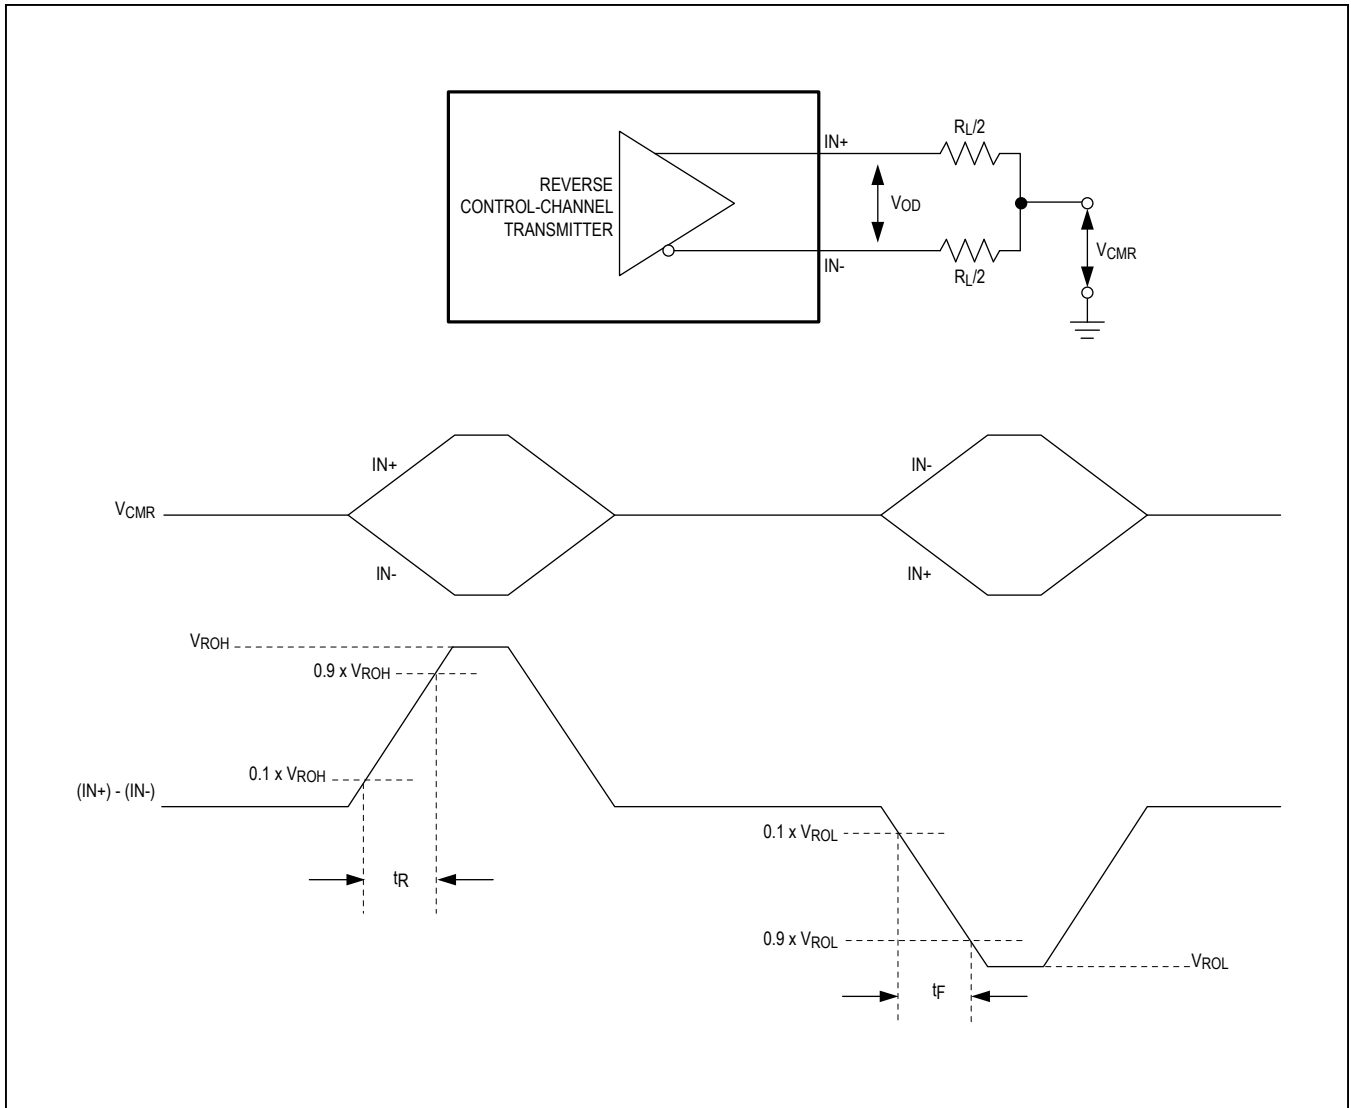 REVERSE
CONTROL-CHANNEL
TRANSMITTER
IN+
IN-
VOD
RL/2
RL/2
VCMR
VCMR
IN+
IN-
IN-
IN+
VROH
0.9 x VROH
0.1 x VROH
(IN+) - (IN-)
tR
0.1 x VROL
0.9 x VROL
VROL
tF